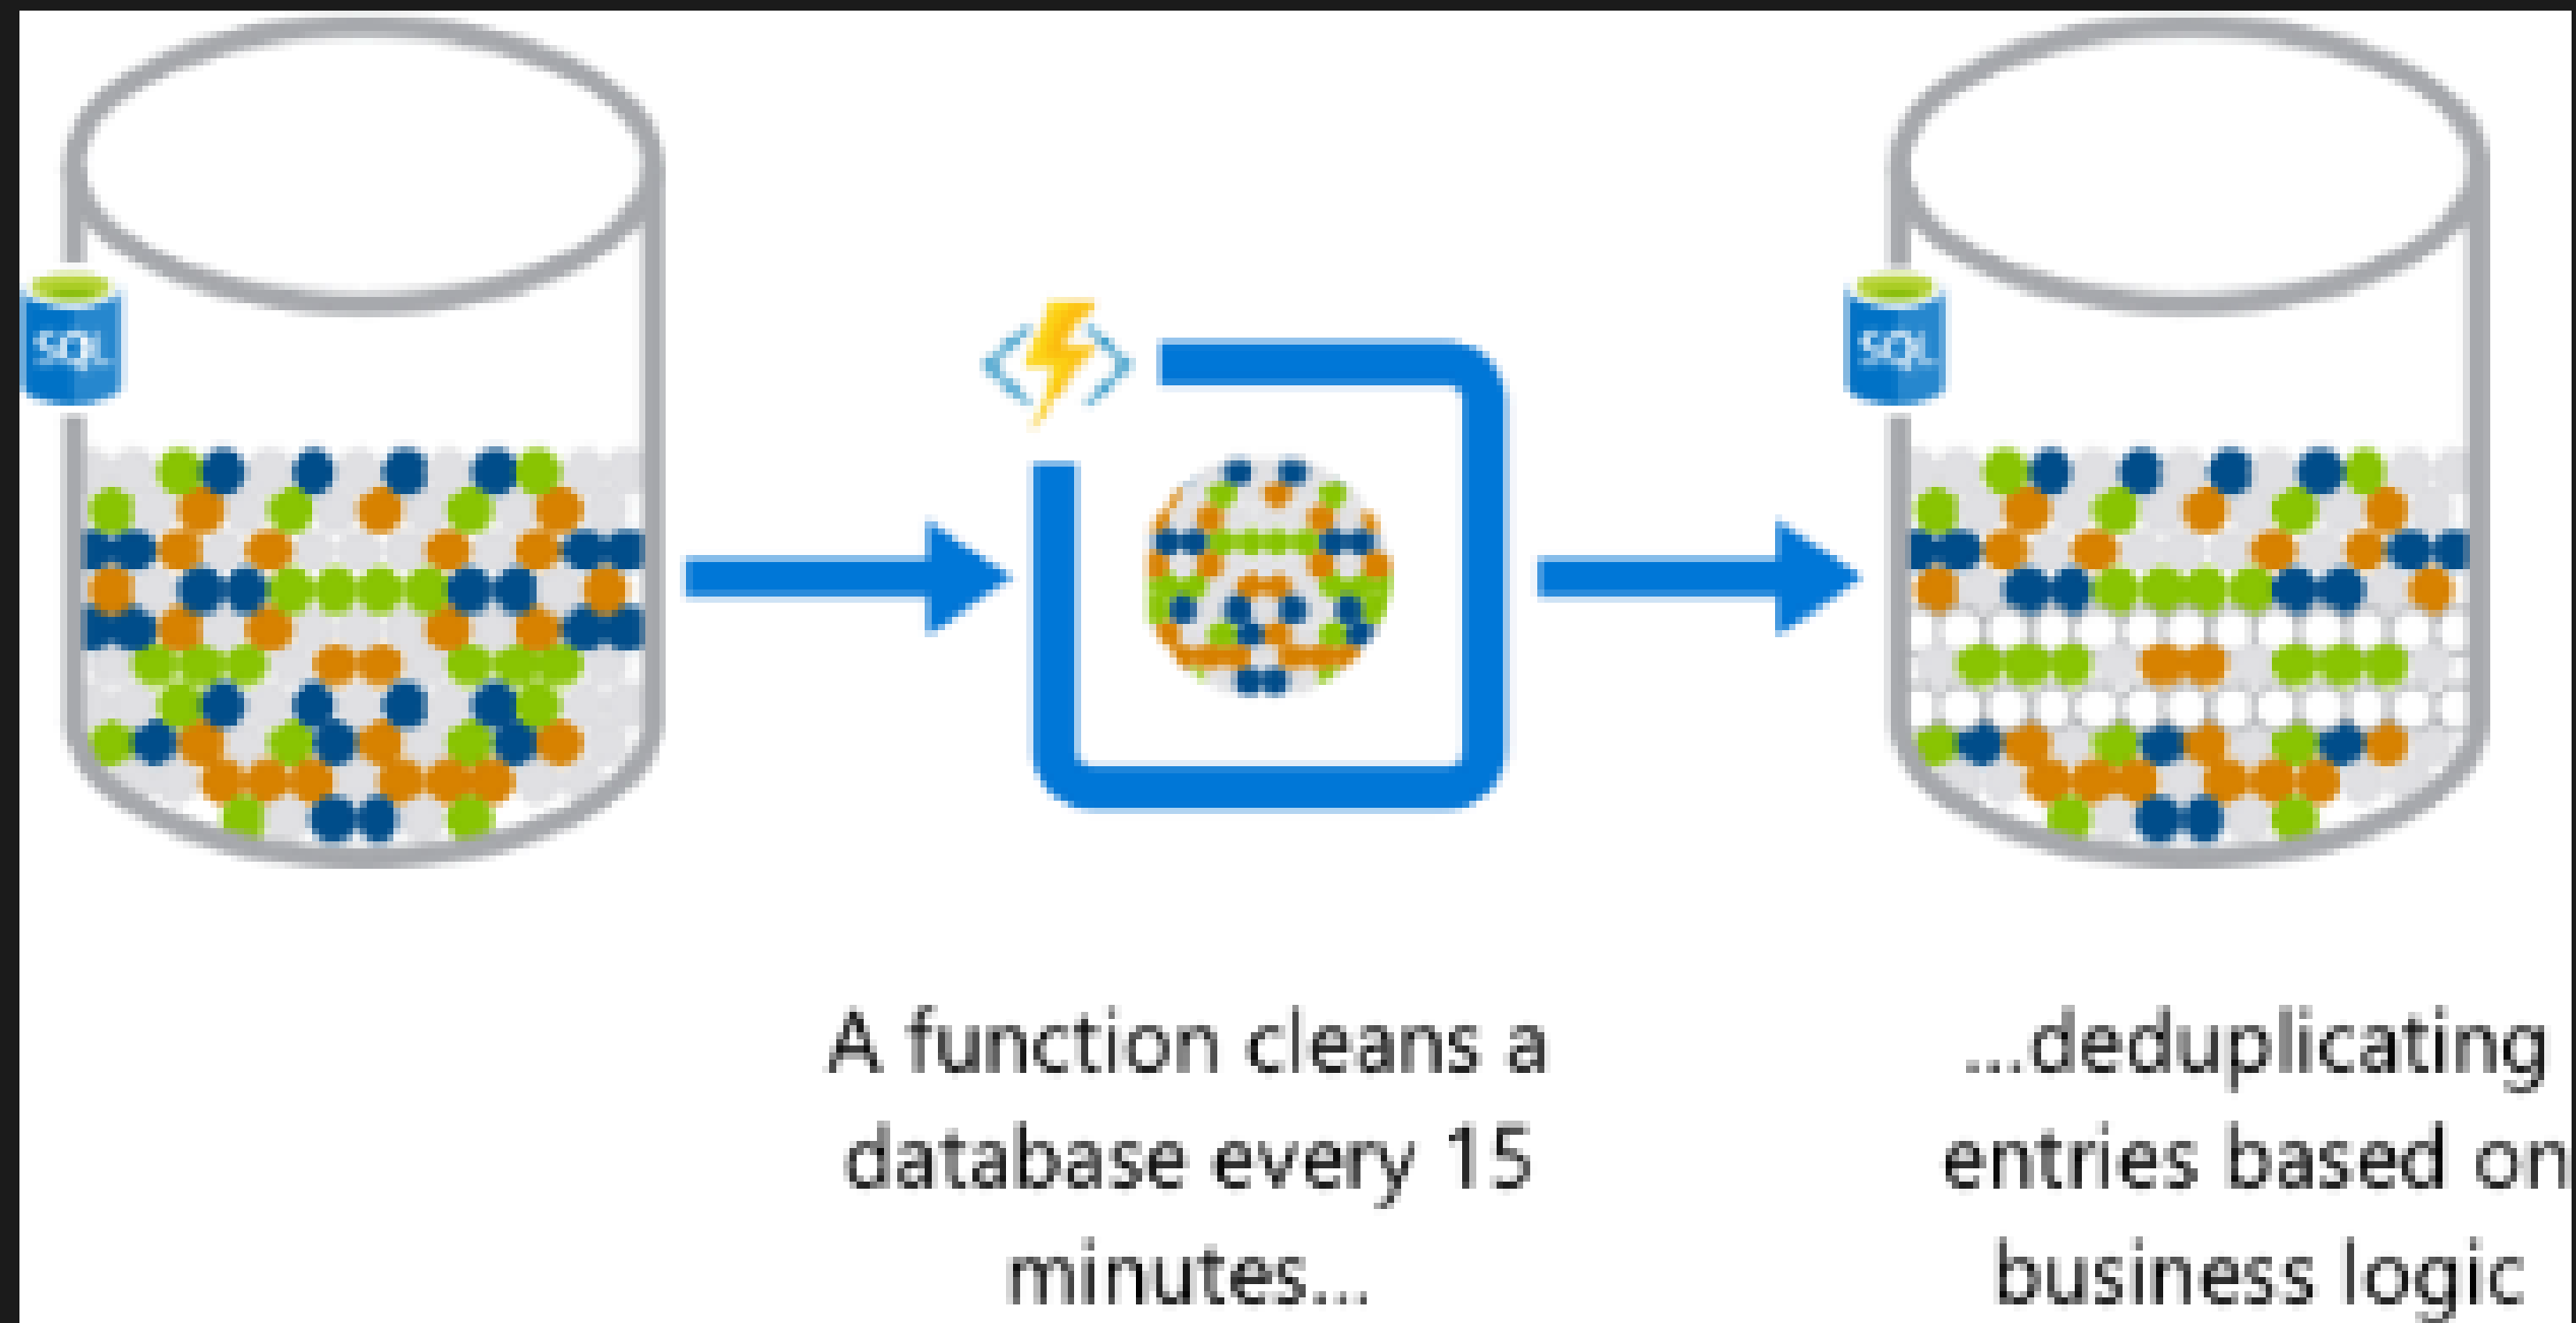 SQL
SQL
A function cleans a
database every 15
minutes...
...deduplicating
entries based on
business logic